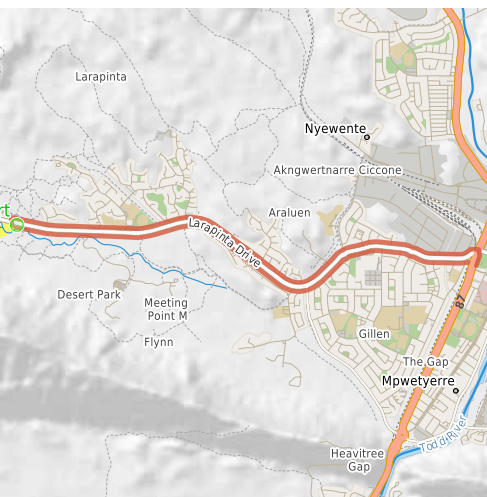 Larapinta
Nyewente
Akngwertnarre Ciccone
rt
Araluen
Larapinta Drive
Desert Park
Meeting
Point M
87
Flynn
Gillen
The Gap
Mpwetyerre
Todd River
Heavitree
Gap